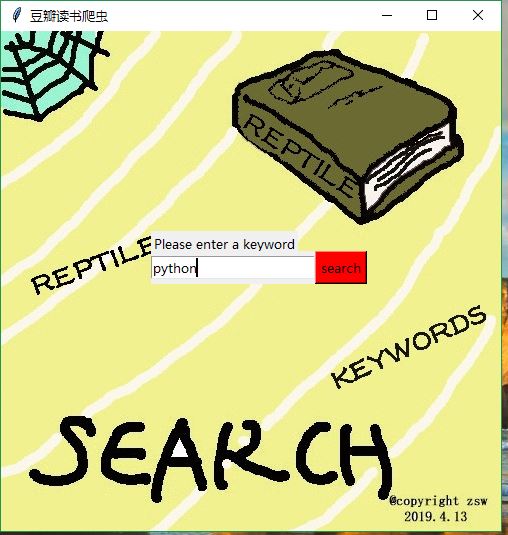 豆瓣读书爬虫
REPTILE
Please enter a keyword
REPTILE
python
search
KEYWORDS
SEARCH
@copyright zsw
2019.4.13